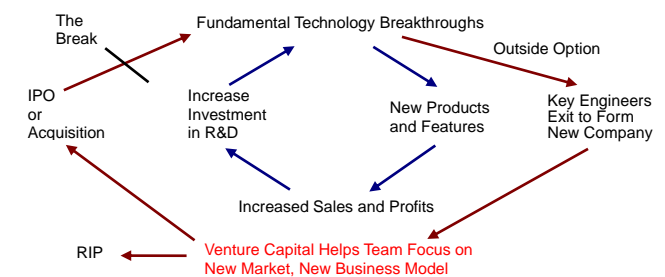 The
Break
Fundamental Technology Breakthroughs
Outside Option
IPO
or
Acquisition
Increase
Investment
in R&D
New Products
and Features
Key Engineers
Exit to Form
New Company
Increased Sales and Profits
RIP
Venture Capital Helps Team Focus on
New Market, New Business Model